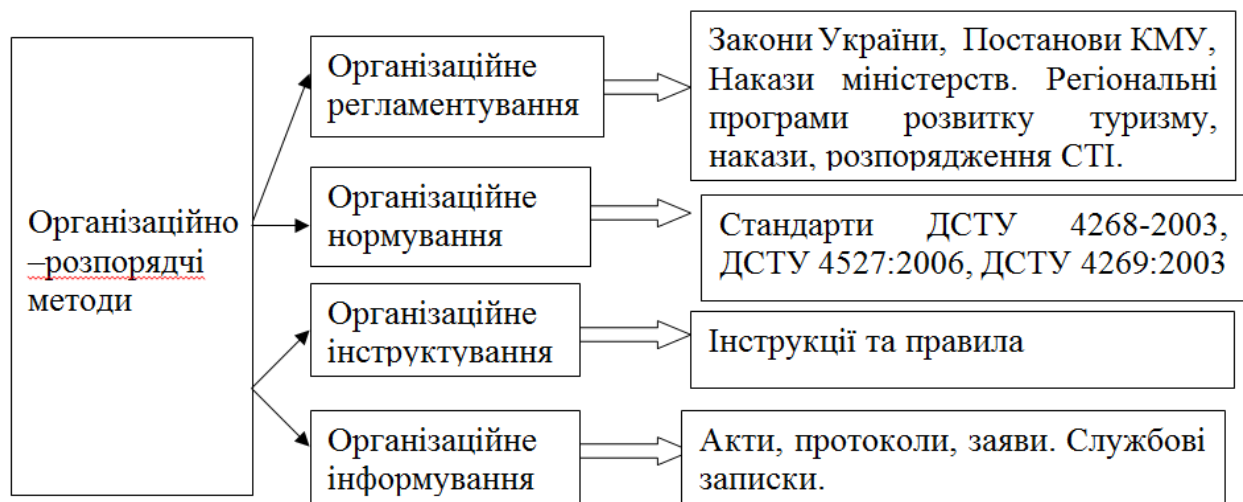 Організаційно
–розпорядчі
методи
Організаційне
регламентування
Закони України, Постанови КМУ,
Накази міністерств. Регіональні
програми розвитку туризму,
накази, розпорядження СТІ.
Організаційне
нормування
Стандарти ДСТУ 4268-2003,
ДСТУ 4527:2006, ДСТУ 4269:2003
Організаційне
інструктування
Інструкції та правила
Організаційне
інформування
Акти, протоколи, заяви. Службові
записки.